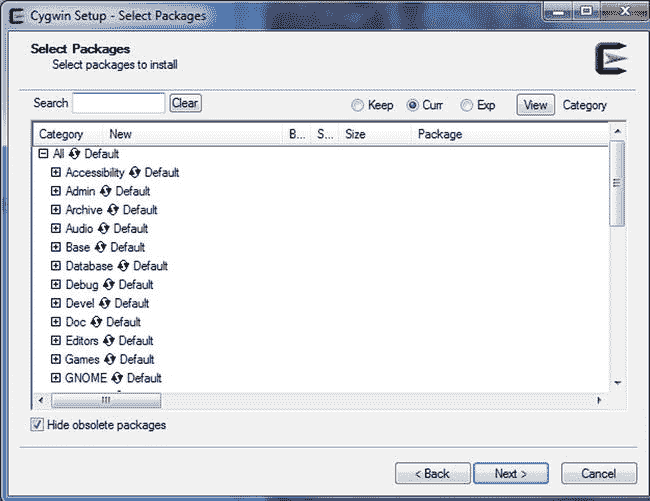 Cygwin Setup - Select Packages
Select Packages
Select packages to install
Search Clear Keep Curr Exp View Category
Category New B... S... Size Package
All Default
Accessibility Default
Admin Default
Archive Default
Audio Default
Base Default
Database Default
Debug Default
Devel Default
Doc Default
Editors Default
Games Default
GNOME Default
Hide obsolete packages
< Back Next > Cancel